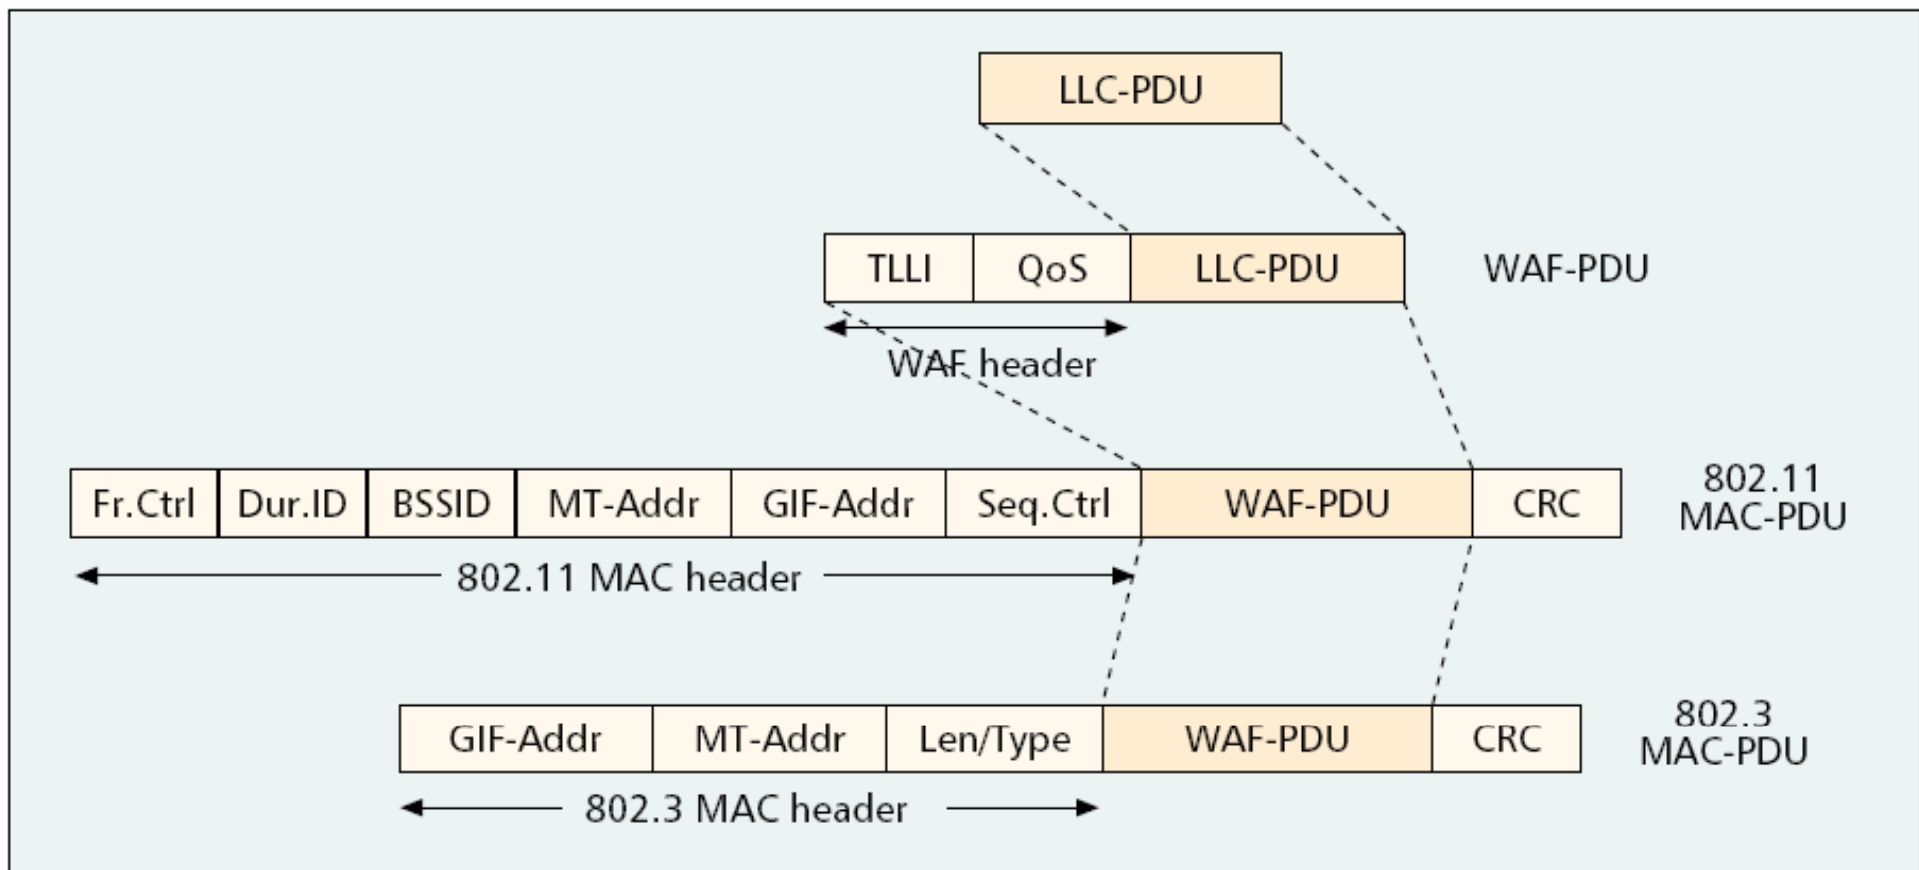 LLC-PDU
TLLI QoS LLC-PDU WAF-PDU
WAF header
Fr.Ctrl Dur.ID BSSID MT-Addr GIF-Addr Seq.Ctrl WAF-PDU CRC 802.11
MAC-PDU
802.11 MAC header
GIF-Addr MT-Addr Len/Type WAF-PDU CRC 802.3
MAC-PDU
802.3 MAC header